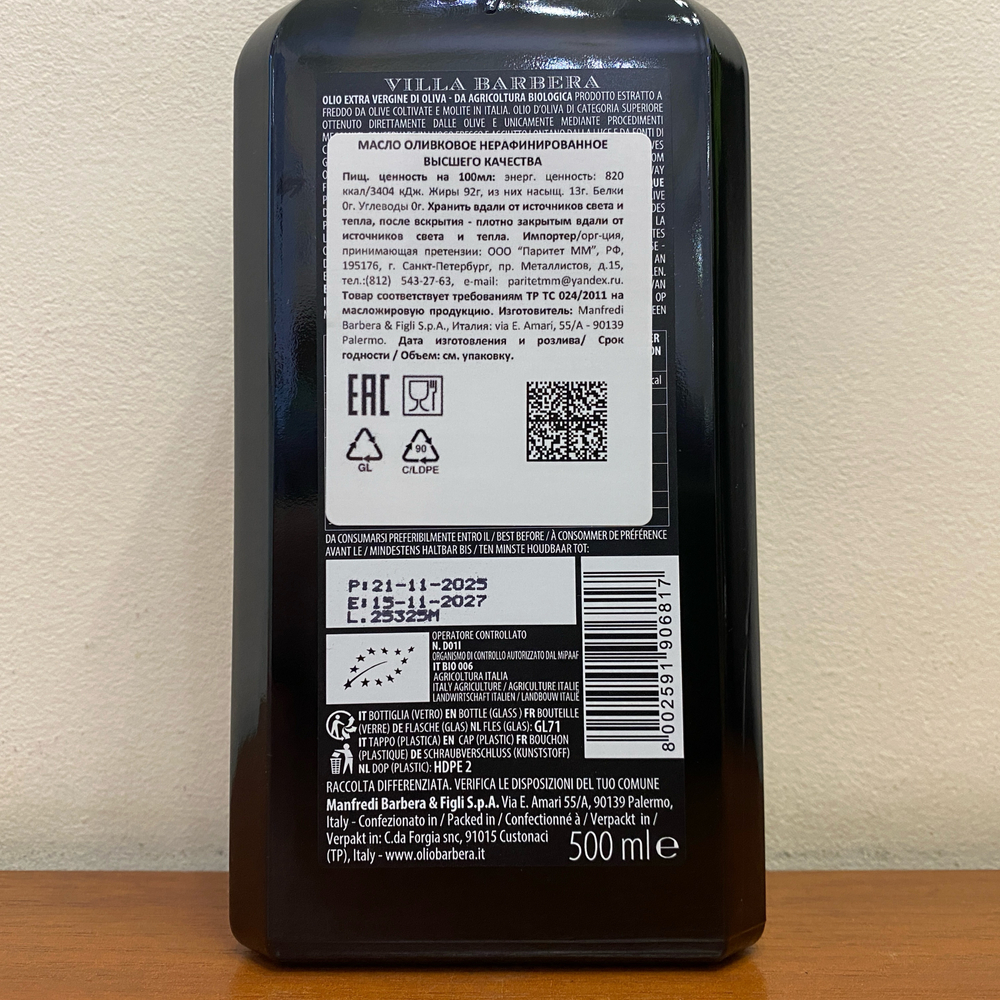 VILLA BARBERA
OLIO EXTRA VERGINE DI OLIVA - DA AGRICOLTURA BIOLOGICA PRODOTTO ESTRATTO A
FREDDO DA OLIVE COLTIVATE E MOLITE IN ITALIA. OLIO D'OLIVA DI CATEGORIA SUPERIORE
OTTENUTO DIRETTAMENTE DALLE OLIVE E UNICAMENTE MEDIANTE PROCEDIMENTI
МАСЛО ОЛИВКОВОЕ НЕРАФИНИРОВАННОЕ
ВЫСШЕГО КАЧЕСТВА
Пищ. ценность на 100мл: энерг. ценность: 820
ккал/3404 кДж. Жиры 92г, из них насыщ. 13г. Белки
0г. Углеводы 0г. Хранить вдали от источников света и
тепла, после вскрытия - плотно закрытым вдали от
источников света и тепла. Импортер/орг-ция,
принимающая претензии: ООО "Паритет ММ", РФ,
195176, г. Санкт-Петербург, пр. Металлистов, д.15,
тел.:(812) 543-27-63, e-mail: paritetmm@yandex.ru.
Товар соответствует требованиям ТР ТС 024/2011 на
масложировую продукцию. Изготовитель: Manfredi
Barbera & Figli S.p.A., Италия: via E. Amari, 55/A - 90139
Palermo. Дата изготовления и розлива/ Срок
годности / Объем: см. упаковку.
EAC
GL
90
C/LDPE
DA CONSUMARSI PREFERIBILMENTE ENTRO IL / BEST BEFORE / À CONSOMMER DE PRÉFÉRENCE
AVANT LE / MINDESTENS HALTBAR BIS / TEN MINSTE HOUDBAAR TOT:
P:21-11-2025
E:15-11-2027
L.25325M
OPERATORE CONTROLLATO
N. D01I
ORGANISMO DI CONTROLLO AUTORIZZATO DAL MiPAAF
IT BIO 006
AGRICOLTURA ITALIA
ITALY AGRICULTURE / AGRICULTURE ITALIE
LANDWIRTSCHAFT ITALIEN / LANDBOUW ITALIË
8 002591 906817
IT BOTTIGLIA (VETRO) EN BOTTLE (GLASS ) FR BOUTEILLE
(VERRE) DE FLASCHE (GLAS) NL FLES (GLAS): GL71
IT TAPPO (PLASTICA) EN CAP (PLASTIC) FR BOUCHON
(PLASTIQUE) DE SCHRAUBVERSCHLUSS (KUNSTSTOFF)
NL DOP (PLASTIC): HDPE 2
RACCOLTA DIFFERENZIATA. VERIFICA LE DISPOSIZIONI DEL TUO COMUNE
Manfredi Barbera & Figli S.p.A. Via E. Amari 55/A, 90139 Palermo,
Italy - Confezionato in / Packed in / Confectionné à / Verpackt in /
Verpakt in: C.da Forgia snc, 91015 Custonaci
(TP), Italy - www.oliobarbera.it
500 ml e